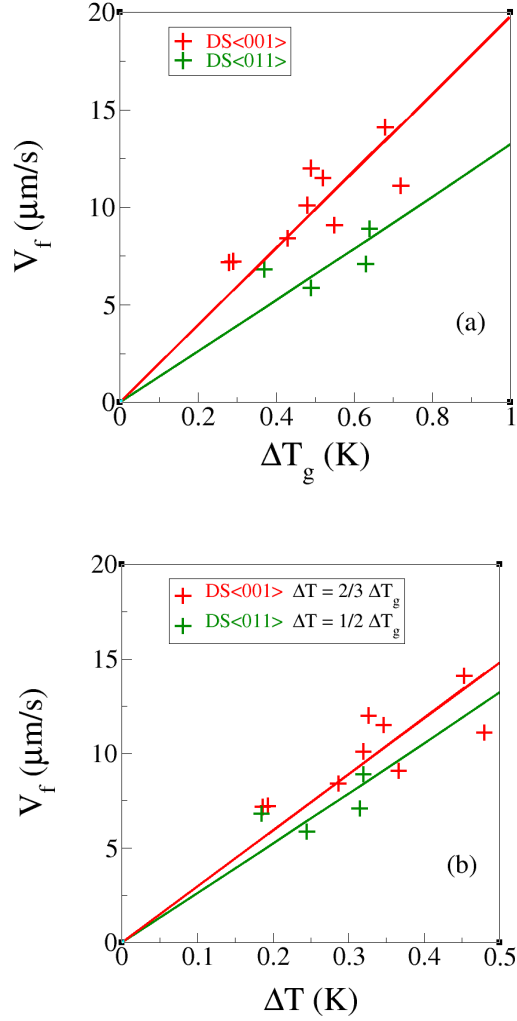 20
DS<001>
DS<011>
15
10
V_f (μm/s)
5
(a)
0
0 0.2 0.4 0.6 0.8 1
ΔT_g (K)
20
DS<001> ΔT = 2/3 ΔT_g
DS<011> ΔT = 1/2 ΔT_g
15
10
V_f (μm/s)
5
(b)
0
0 0.1 0.2 0.3 0.4 0.5
ΔT (K)